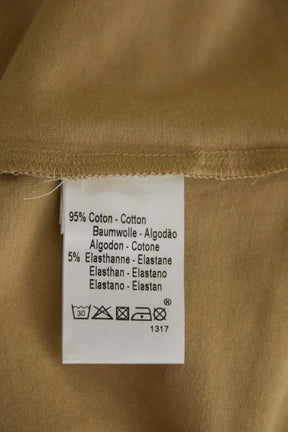 95% Coton - Cotton
Baumwolle - Algodão
Algodon - Cotone
5% Elasthanne - Elastane
Elasthan - Elastano
Elastano - Elastan
®
30
1317